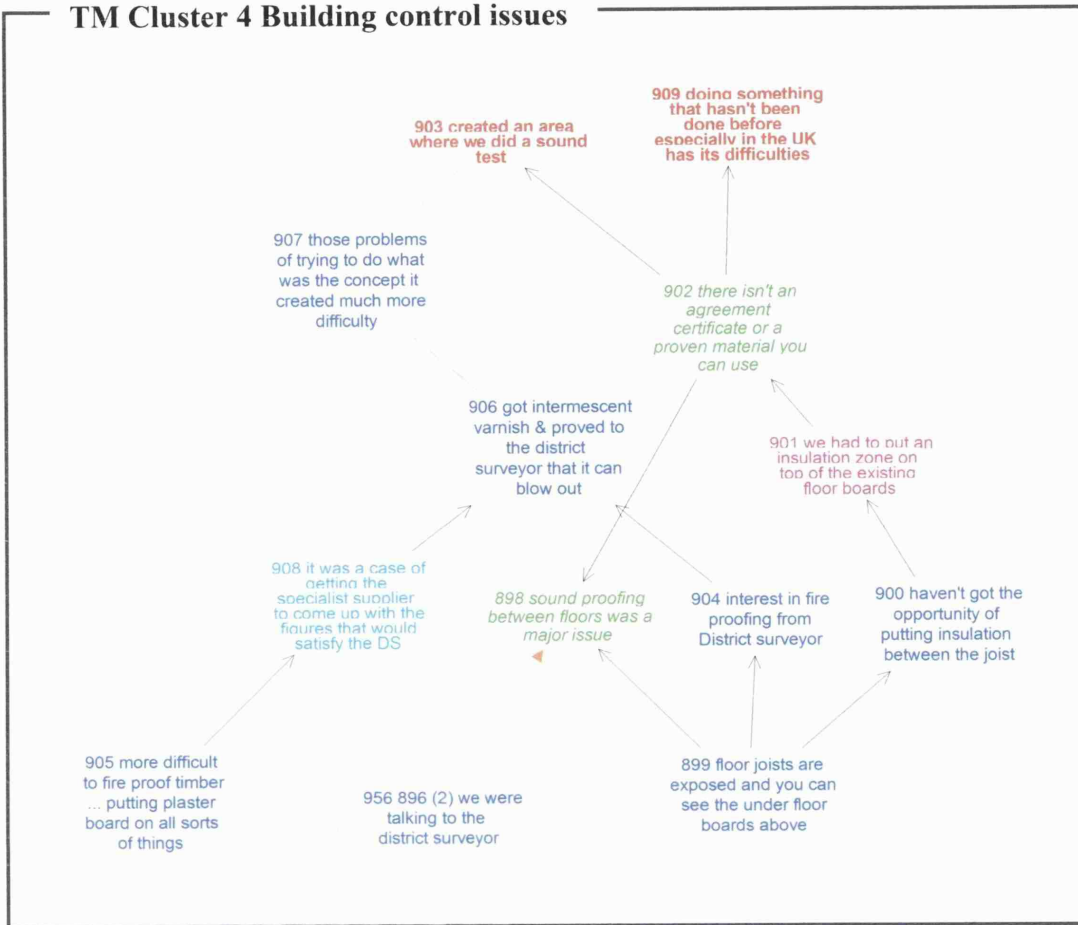 TM Cluster 4 Building control issues
909 doing something
that hasn't been
done before
especially in the UK
has its difficulties
903 created an area
where we did a sound
test
907 those problems
of trying to do what
was the concept it
created much more
difficulty
902 there isn't an
agreement
certificate or a
proven material you
can use
906 got intermescent
varnish & proved to
the district
surveyor that it can
blow out
901 we had to put an
insulation zone on
top of the existing
floor boards
908 it was a case of
getting the
specialist supplier
to come up with the
figures that would
satisfy the DS
898 sound proofing
between floors was a
major issue
904 interest in fire
proofing from
District surveyor
900 haven't got the
opportunity of
putting insulation
between the joist
905 more difficult
to fire proof timber
... putting plaster
board on all sorts
of things
956 896 (2) we were
talking to the
district surveyor
899 floor joists are
exposed and you can
see the under floor
boards above